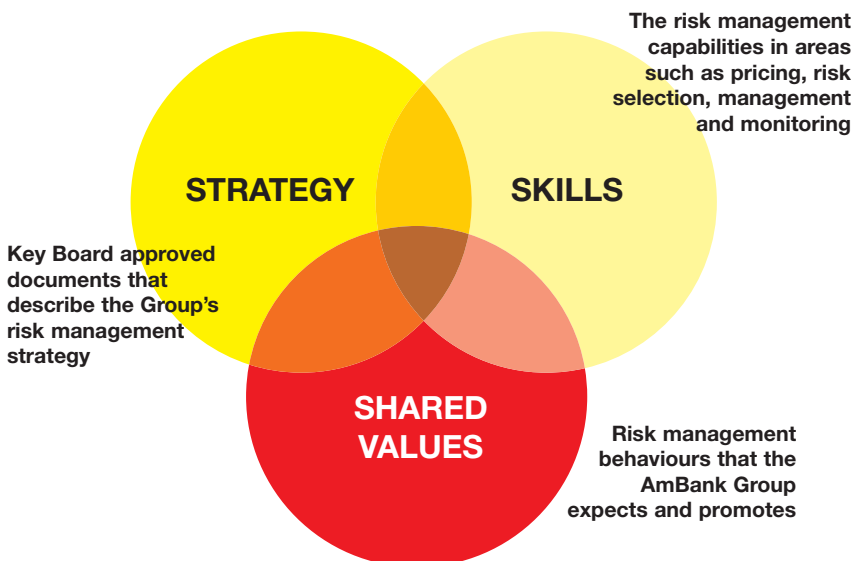 The risk management
capabilities in areas
such as pricing, risk
selection, management
and monitoring
STRATEGY
SKILLS
Key Board approved
documents that
describe the Group’s
risk management
strategy
SHARED
VALUES
Risk management
behaviours that the
AmBank Group
expects and promotes